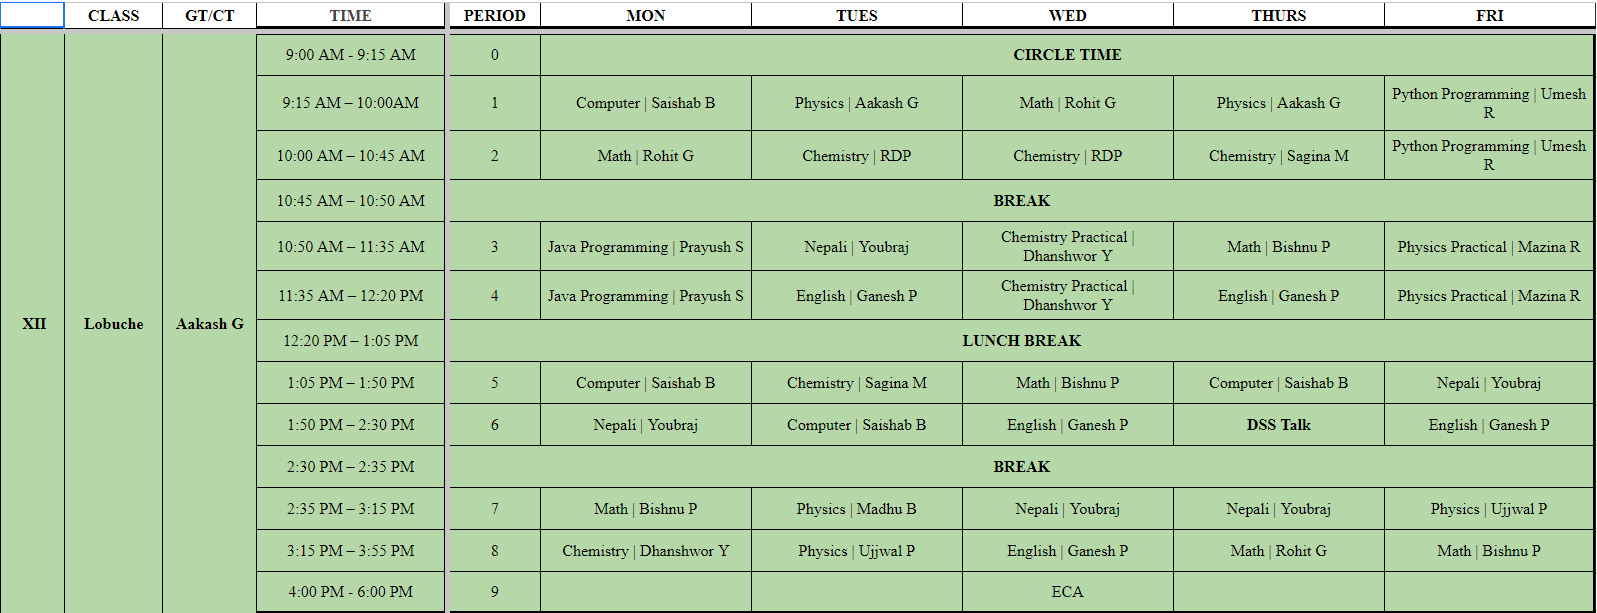 CLASS GT/CT TIME PERIOD MON TUES WED THURS FRI
9:00 AM - 9:15 AM 0 CIRCLE TIME
9:15 AM – 10:00AM 1 Computer | Saishab B Physics | Aakash G Math | Rohit G Physics | Aakash G Python Programming | Umesh
R
10:00 AM – 10:45 AM 2 Math | Rohit G Chemistry | RDP Chemistry | RDP Chemistry | Sagina M Python Programming | Umesh
R
10:45 AM – 10:50 AM BREAK
10:50 AM – 11:35 AM 3 Java Programming | Prayush S Nepali | Youbraj Chemistry Practical |
Dhanshwor Y Math | Bishnu P Physics Practical | Mazina R
11:35 AM – 12:20 PM 4 Java Programming | Prayush S English | Ganesh P Chemistry Practical |
Dhanshwor Y English | Ganesh P Physics Practical | Mazina R
XII Lobuche Aakash G
12:20 PM – 1:05 PM LUNCH BREAK
1:05 PM – 1:50 PM 5 Computer | Saishab B Chemistry | Sagina M Math | Bishnu P Computer | Saishab B Nepali | Youbraj
1:50 PM – 2:30 PM 6 Nepali | Youbraj Computer | Saishab B English | Ganesh P DSS Talk English | Ganesh P
2:30 PM – 2:35 PM BREAK
2:35 PM – 3:15 PM 7 Math | Bishnu P Physics | Madhu B Nepali | Youbraj Nepali | Youbraj Physics | Ujjwal P
3:15 PM – 3:55 PM 8 Chemistry | Dhanshwor Y Physics | Ujjwal P English | Ganesh P Math | Rohit G Math | Bishnu P
4:00 PM - 6:00 PM 9 ECA